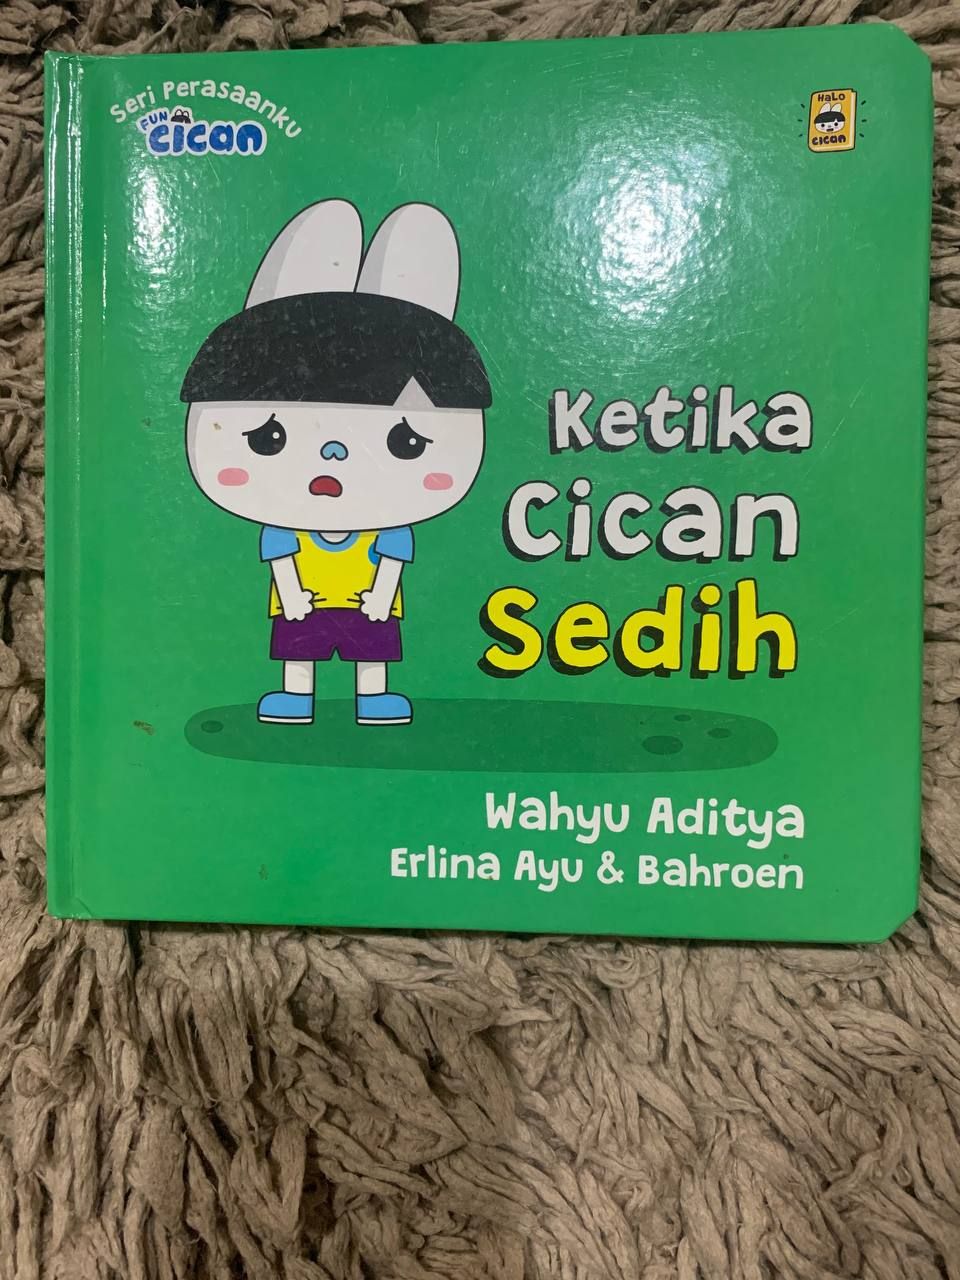 Seri Perasaanku
FUN
cican
HaLo
cican
Ketika
Cican
Sedih
Wahyu Aditya
Erlina Ayu & Bahroen